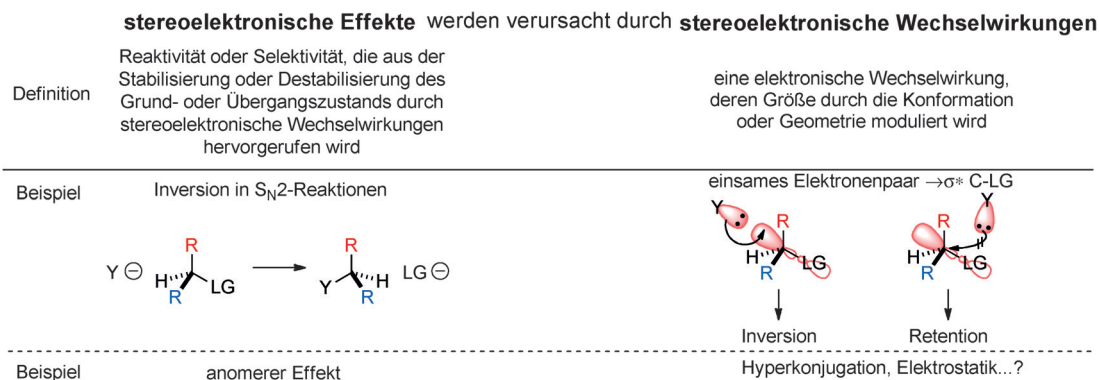 stereoelektronische Effekte werden verursacht durch stereoelektronische Wechselwirkungen
Definition
Reaktivität oder Selektivität, die aus der
Stabilisierung oder Destabilisierung des
Grund- oder Übergangszustands durch
stereoelektronische Wechselwirkungen
hervorgerufen wird
eine elektronische Wechselwirkung,
deren Größe durch die Konformation
oder Geometrie moduliert wird
Beispiel
Inversion in SN2-Reaktionen
Y ⊖
R
H
R
LG
R
Y
H
R
LG ⊖
einsames Elektronenpaar →σ* C-LG
Y
R
H
R
LG
Inversion
Y
R
H
R
LG
Retention
Beispiel
anomerer Effekt
Hyperkonjugation, Elektrostatik...?